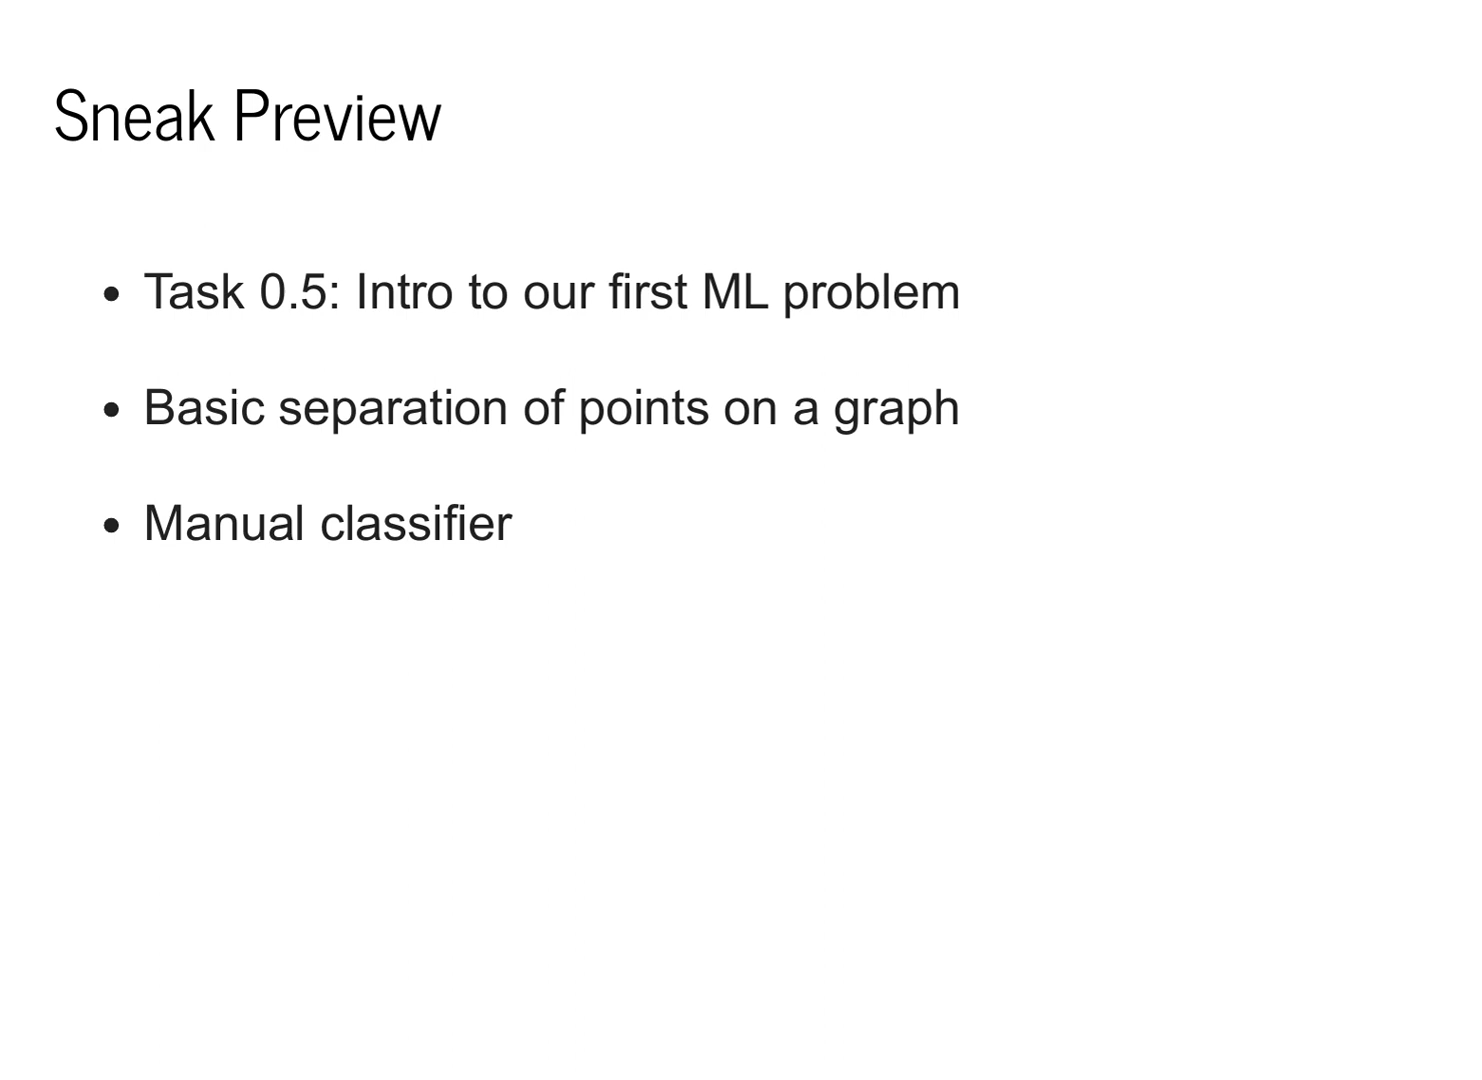 Sneak Preview
• Task 0.5: Intro to our first ML problem
• Basic separation of points on a graph
• Manual classifier